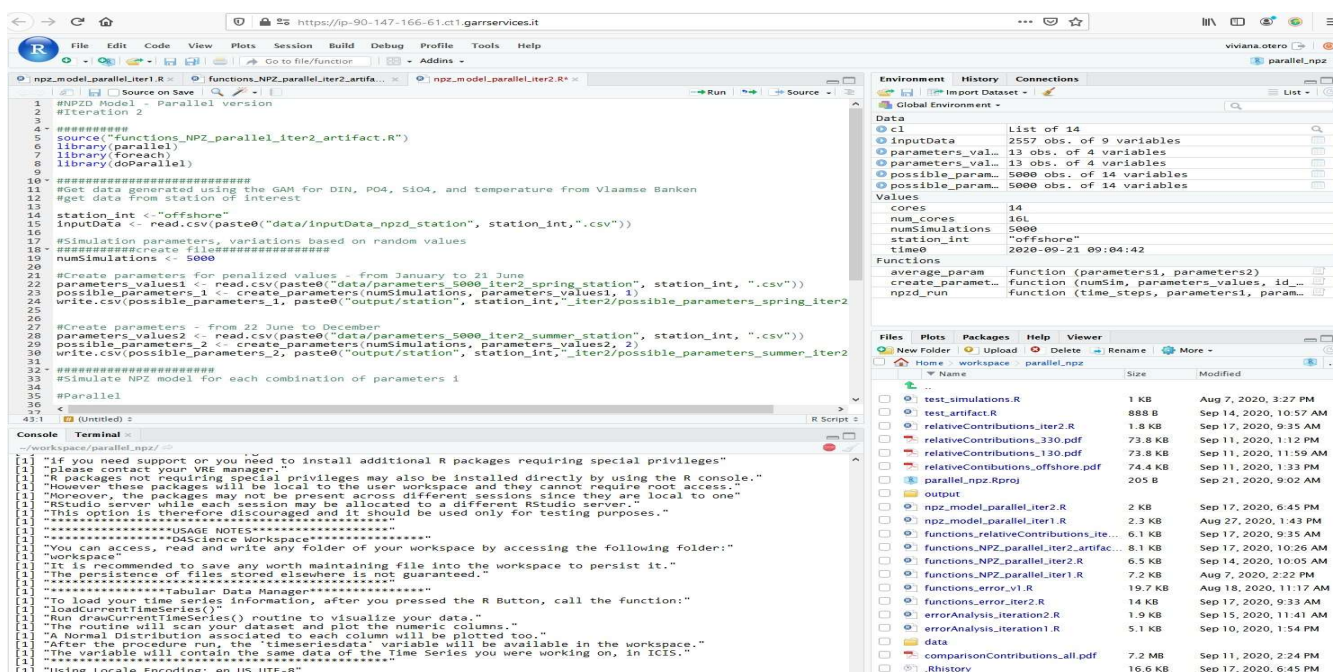 https://ip-90-147-166-61.ct1.garrservices.it
File Edit Code View Plots Session Build Debug Profile Tools Help
viviana.otero
Go to file/function
Addins
parallel_npz
npz_model_parallel_iter1.R
functions_NPZ_parallel_iter2_artifa...
npz_model_parallel_iter2.R*
Source on Save
Run
Source
1 #NPZD Model - Parallel version
2 #Iteration 2
3
4 ##########
5 source("functions_NPZ_parallel_iter2_artifact.R")
6 library(parallel)
7 library(foreach)
8 library(doParallel)
9
10 ###########################
11 #Get data generated using the GAM for DIN, PO4, SiO4, and temperature from Vlaamse Banken
12 #get data from station of interest
13
14 station_int <-"offshore"
15 inputData <- read.csv(paste0("data/inputData_npzd_station", station_int,".csv"))
16
17 #Simulation parameters, variations based on random values
18 ###########create file################
19 numSimulations <- 5000
20
21 #Create parameters for penalized values - from January to 21 June
22 parameters_values1 <- read.csv(paste0("data/parameters_5000_iter2_spring_station", station_int, ".csv"))
23 possible_parameters_1 <- create_parameters(numSimulations, parameters_values1, 1)
24 write.csv(possible_parameters_1, paste0("output/station", station_int,"_iter2/possible_parameters_spring_iter2
25
26
27 #Create parameters - from 22 June to December
28 parameters_values2 <- read.csv(paste0("data/parameters_5000_iter2_summer_station", station_int, ".csv"))
29 possible_parameters_2 <- create_parameters(numSimulations, parameters_values2, 2)
30 write.csv(possible_parameters_2, paste0("output/station", station_int,"_iter2/possible_parameters_summer_iter2
31
32 ######################
33 #Simulate NPZ model for each combination of parameters i
34
35 #Parallel
36
37
43:1 (Untitled) R Script
Console Terminal
~/workspace/parallel_npz/
[1] "if you need support or you need to install additional R packages requiring special privileges"
[1] "please contact your VRE manager."
[1] "R packages not requiring special privileges may also be installed directly by using the R console."
[1] "However these packages will be local to the user workspace and they cannot require root access."
[1] "Moreover, the packages may not be present across different sessions since they are local to one"
[1] "RStudio server while each session may be allocated to a different RStudio server."
[1] "This option is therefore discouraged and it should be used only for testing purposes."
[1] "***********************************************"
[1] "*****************USAGE NOTES*******************"
[1] "*****************D4Science Workspace****************"
[1] "You can access, read and write any folder of your workspace by accessing the following folder:"
[1] "workspace"
[1] "It is recommended to save any worth maintaining file into the workspace to persist it."
[1] "The persistence of files stored elsewhere is not guaranteed."
[1] "***********************************************"
[1] "*****************Tabular Data Manager****************"
[1] "To load your time series information, after you pressed the R Button, call the function:"
[1] "loadCurrentTimeSeries()"
[1] "Run drawCurrentTimeSeries() routine to visualize your data."
[1] "The routine will scan your dataset and plot the numeric columns."
[1] "A Normal Distribution associated to each column will be plotted too."
[1] "After the procedure run, the 'timeseriesdata' variable will be available in the workspace."
[1] "The variable will contain the same data of the Time Series you were working on, in ICIS."
[1] "***********************************************"
[1] "Using Locale Encoding: en_US.UTF-8"
Environment History Connections
Import Dataset
List
Global Environment
Data
cl List of 14
inputData 2557 obs. of 9 variables
parameters_val... 13 obs. of 4 variables
parameters_val... 13 obs. of 4 variables
possible_param... 5000 obs. of 14 variables
possible_param... 5000 obs. of 14 variables
Values
cores 14
num_cores 16L
numSimulations 5000
station_int "offshore"
time0 2020-09-21 09:04:42
Functions
average_param function (parameters1, parameters2)
create_paramet... function (numSim, parameters_values, id_...
npzd_run function (time_steps, parameters1, param...
Files Plots Packages Help Viewer
New Folder Upload Delete Rename More
Home workspace parallel_npz
Name Size Modified
..
test_simulations.R 1 KB Aug 7, 2020, 3:27 PM
test_artifact.R 888 B Sep 14, 2020, 10:57 AM
relativeContributions_iter2.R 1.8 KB Sep 17, 2020, 9:35 AM
relativeContributions_330.pdf 73.8 KB Sep 11, 2020, 1:12 PM
relativeContributions_130.pdf 73.8 KB Sep 11, 2020, 11:59 AM
relativeContibutions_offshore.pdf 74.4 KB Sep 11, 2020, 1:33 PM
parallel_npz.Rproj 205 B Sep 21, 2020, 9:02 AM
output
npz_model_parallel_iter2.R 2 KB Sep 17, 2020, 6:45 PM
npz_model_parallel_iter1.R 2.3 KB Aug 27, 2020, 1:43 PM
functions_relativeContributions_ite... 6.1 KB Sep 17, 2020, 9:35 AM
functions_NPZ_parallel_iter2_artifac... 8.1 KB Sep 17, 2020, 10:26 AM
functions_NPZ_parallel_iter2.R 6.5 KB Sep 14, 2020, 10:05 AM
functions_NPZ_parallel_iter1.R 7.2 KB Aug 7, 2020, 2:22 PM
functions_error_v1.R 19.7 KB Aug 18, 2020, 11:17 AM
functions_error_iter2.R 14 KB Sep 17, 2020, 9:33 AM
errorAnalysis_iteration2.R 1.9 KB Sep 15, 2020, 11:41 AM
errorAnalysis_iteration1.R 5.1 KB Sep 10, 2020, 1:54 PM
data
comparisonContributions_all.pdf 7.2 MB Sep 11, 2020, 2:24 PM
.Rhistory 16.6 KB Sep 17, 2020, 6:45 PM